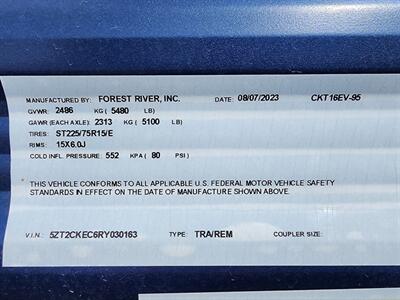 MANUFACTURED BY: FOREST RIVER, INC. DATE: 08/07/2023 CKT16EV-95
GVWR: 2486 KG ( 5480 LB)
GAWR (EACH AXLE): 2313 KG ( 5100 LB)
TIRES: ST225/75R15/E
RIMS: 15X6.0J
COLD INFL. PRESSURE: 552 KPA ( 80 PSI)
THIS VEHICLE CONFORMS TO ALL APPLICABLE U.S. FEDERAL MOTOR VEHICLE SAFETY
STANDARDS IN EFFECT ON THE DATE OF MANUFACTURE SHOWN ABOVE.
V.I.N.: 5ZT2CKEC6RY030163 TYPE: TRA/REM COUPLER SIZE: